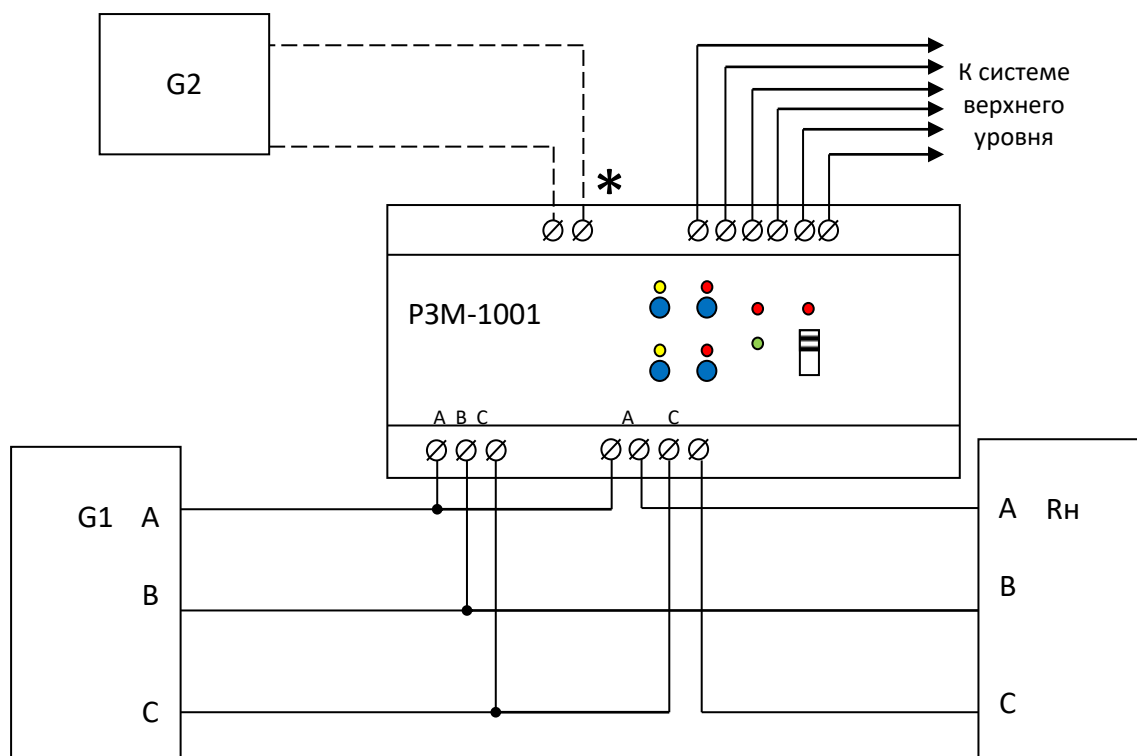 G2
К системе
верхнего
уровня
*
РЗМ-1001
A B C
A C
G1
A
B
C
A
Rн
B
C